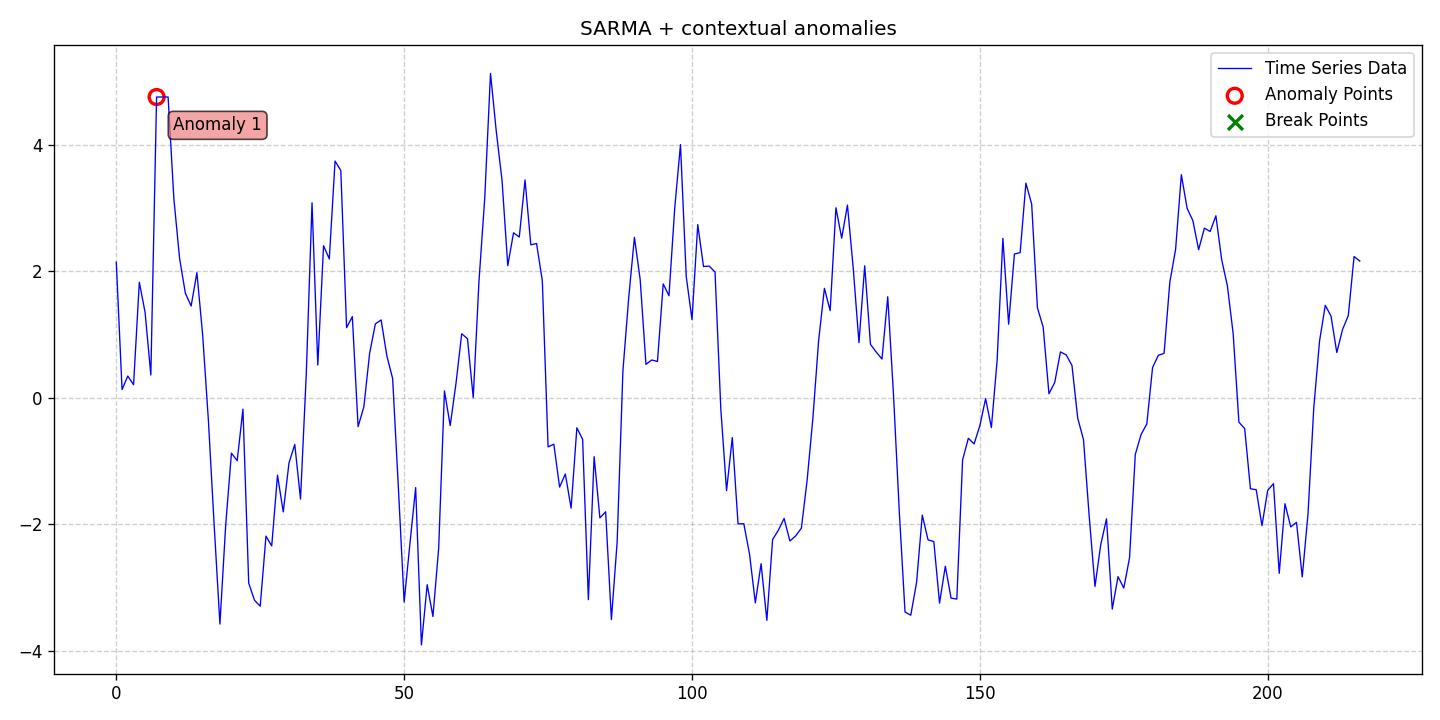 SARMA + contextual anomalies
Time Series Data
Anomaly Points
Break Points
Anomaly 1
4
2
0
−2
−4
0
50
100
150
200